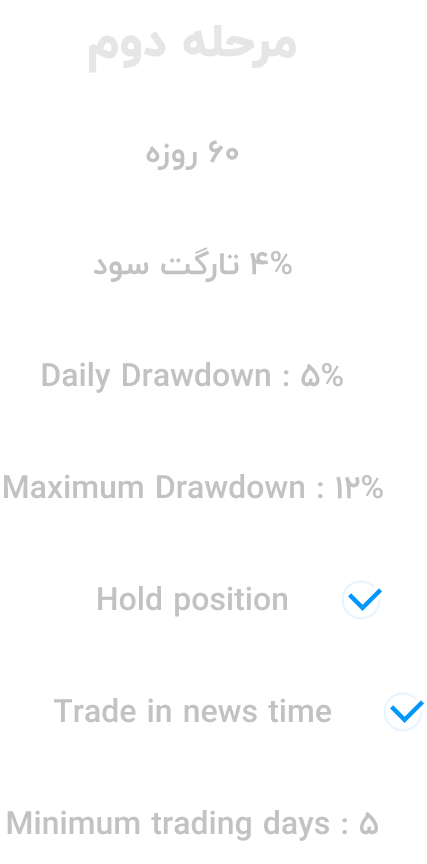 مرحله دوم
۶۰ روزه
۴% تارگت سود
Daily Drawdown : ۵%
Maximum Drawdown : ۱۲%
Hold position
Trade in news time
Minimum trading days : ۵